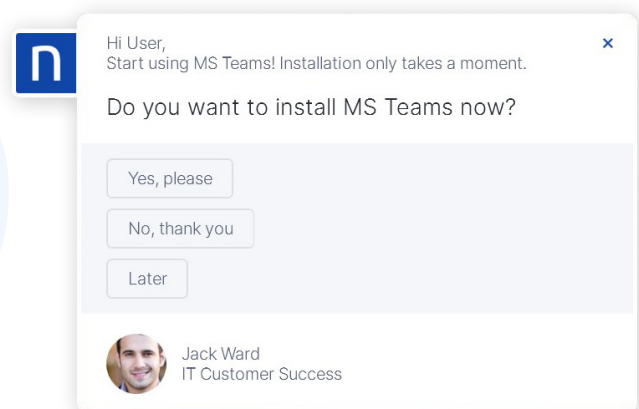 n
Hi User,
Start using MS Teams! Installation only takes a moment.
Do you want to install MS Teams now?
Yes, please
No, thank you
Later
Jack Ward
IT Customer Success